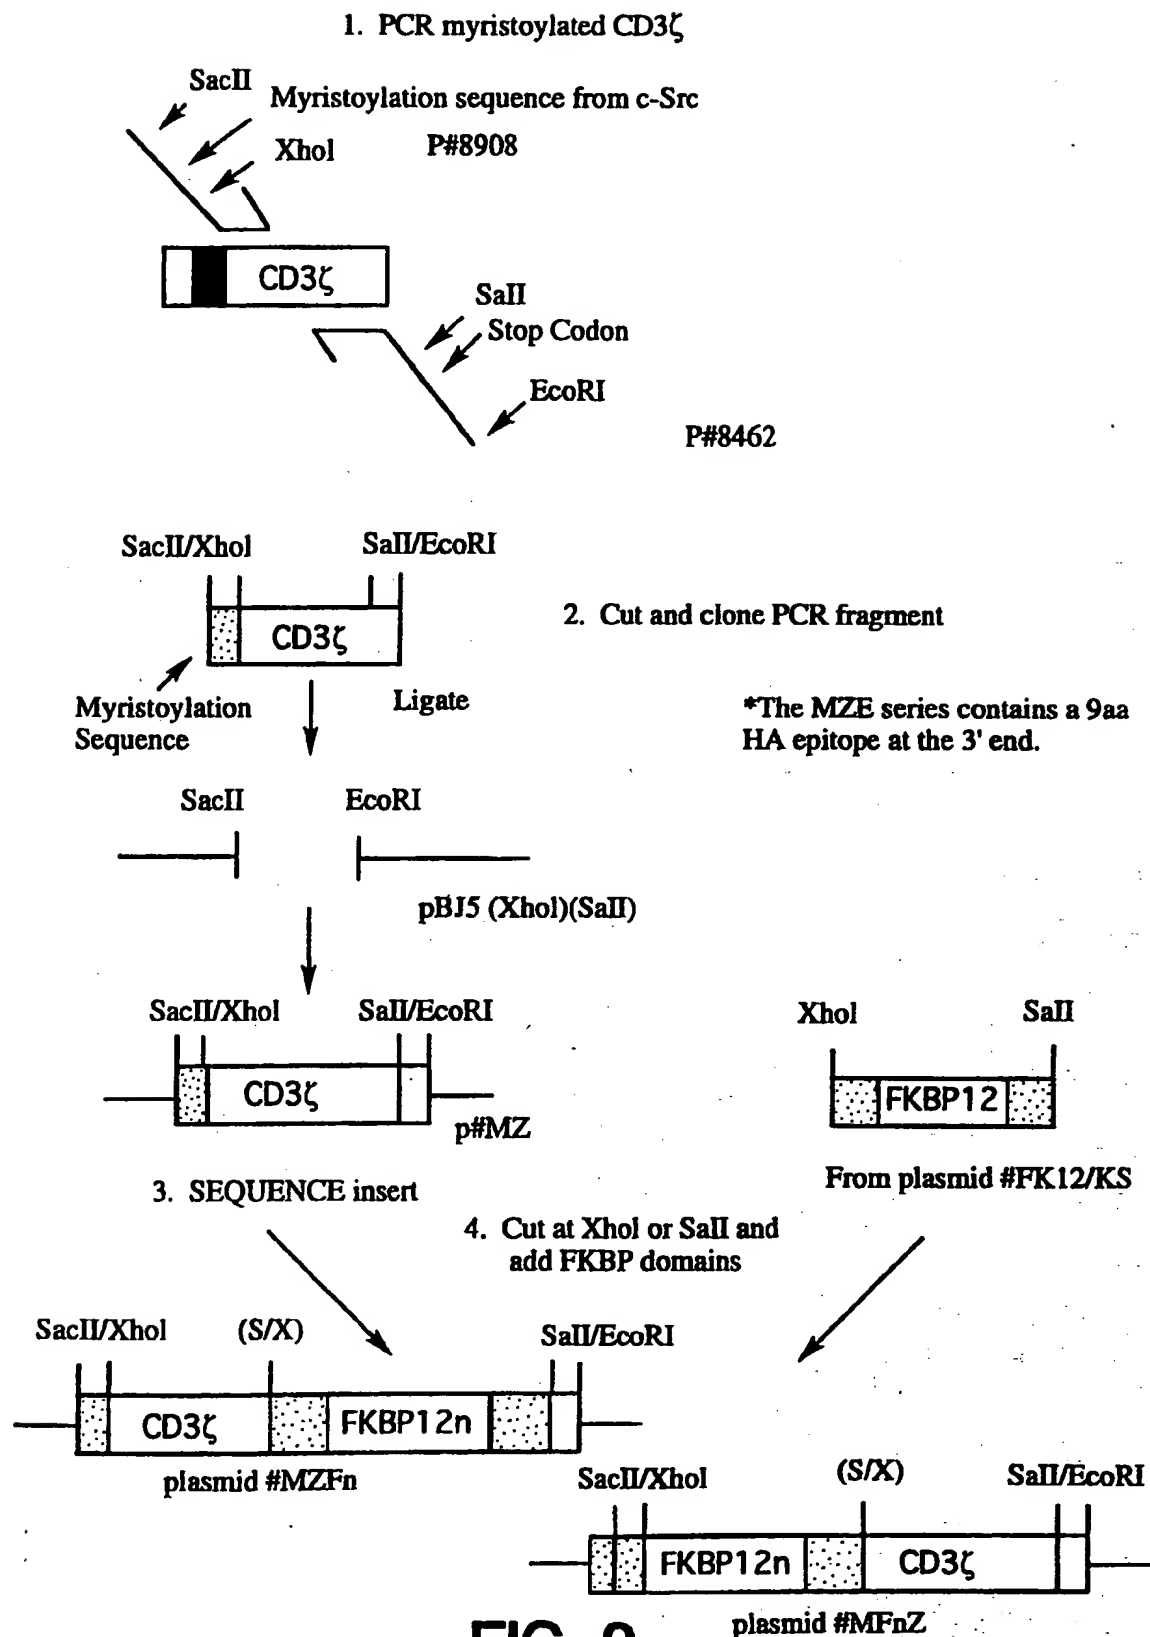 1. PCR myristoylated CD3ζ
SacII
Myristoylation sequence from c-Src
XhoI
P#8908
CD3ζ
SalI
Stop Codon
EcoRI
P#8462
SacII/XhoI
SalI/EcoRI
2. Cut and clone PCR fragment
CD3ζ
Myristoylation
Sequence
Ligate
*The MZE series contains a 9aa
HA epitope at the 3' end.
SacII
EcoRI
pBJ5 (XhoI)(SalI)
SacII/XhoI
SalI/EcoRI
XhoI
SalI
CD3ζ
FKBP12
p#MZ
From plasmid #FK12/KS
3. SEQUENCE insert
4. Cut at XhoI or SalI and
add FKBP domains
SacII/XhoI
(S/X)
SalI/EcoRI
CD3ζ
FKBP12n
plasmid #MZFn
SacII/XhoI
(S/X)
SalI/EcoRI
FKBP12n
CD3ζ
plasmid #MFnZ